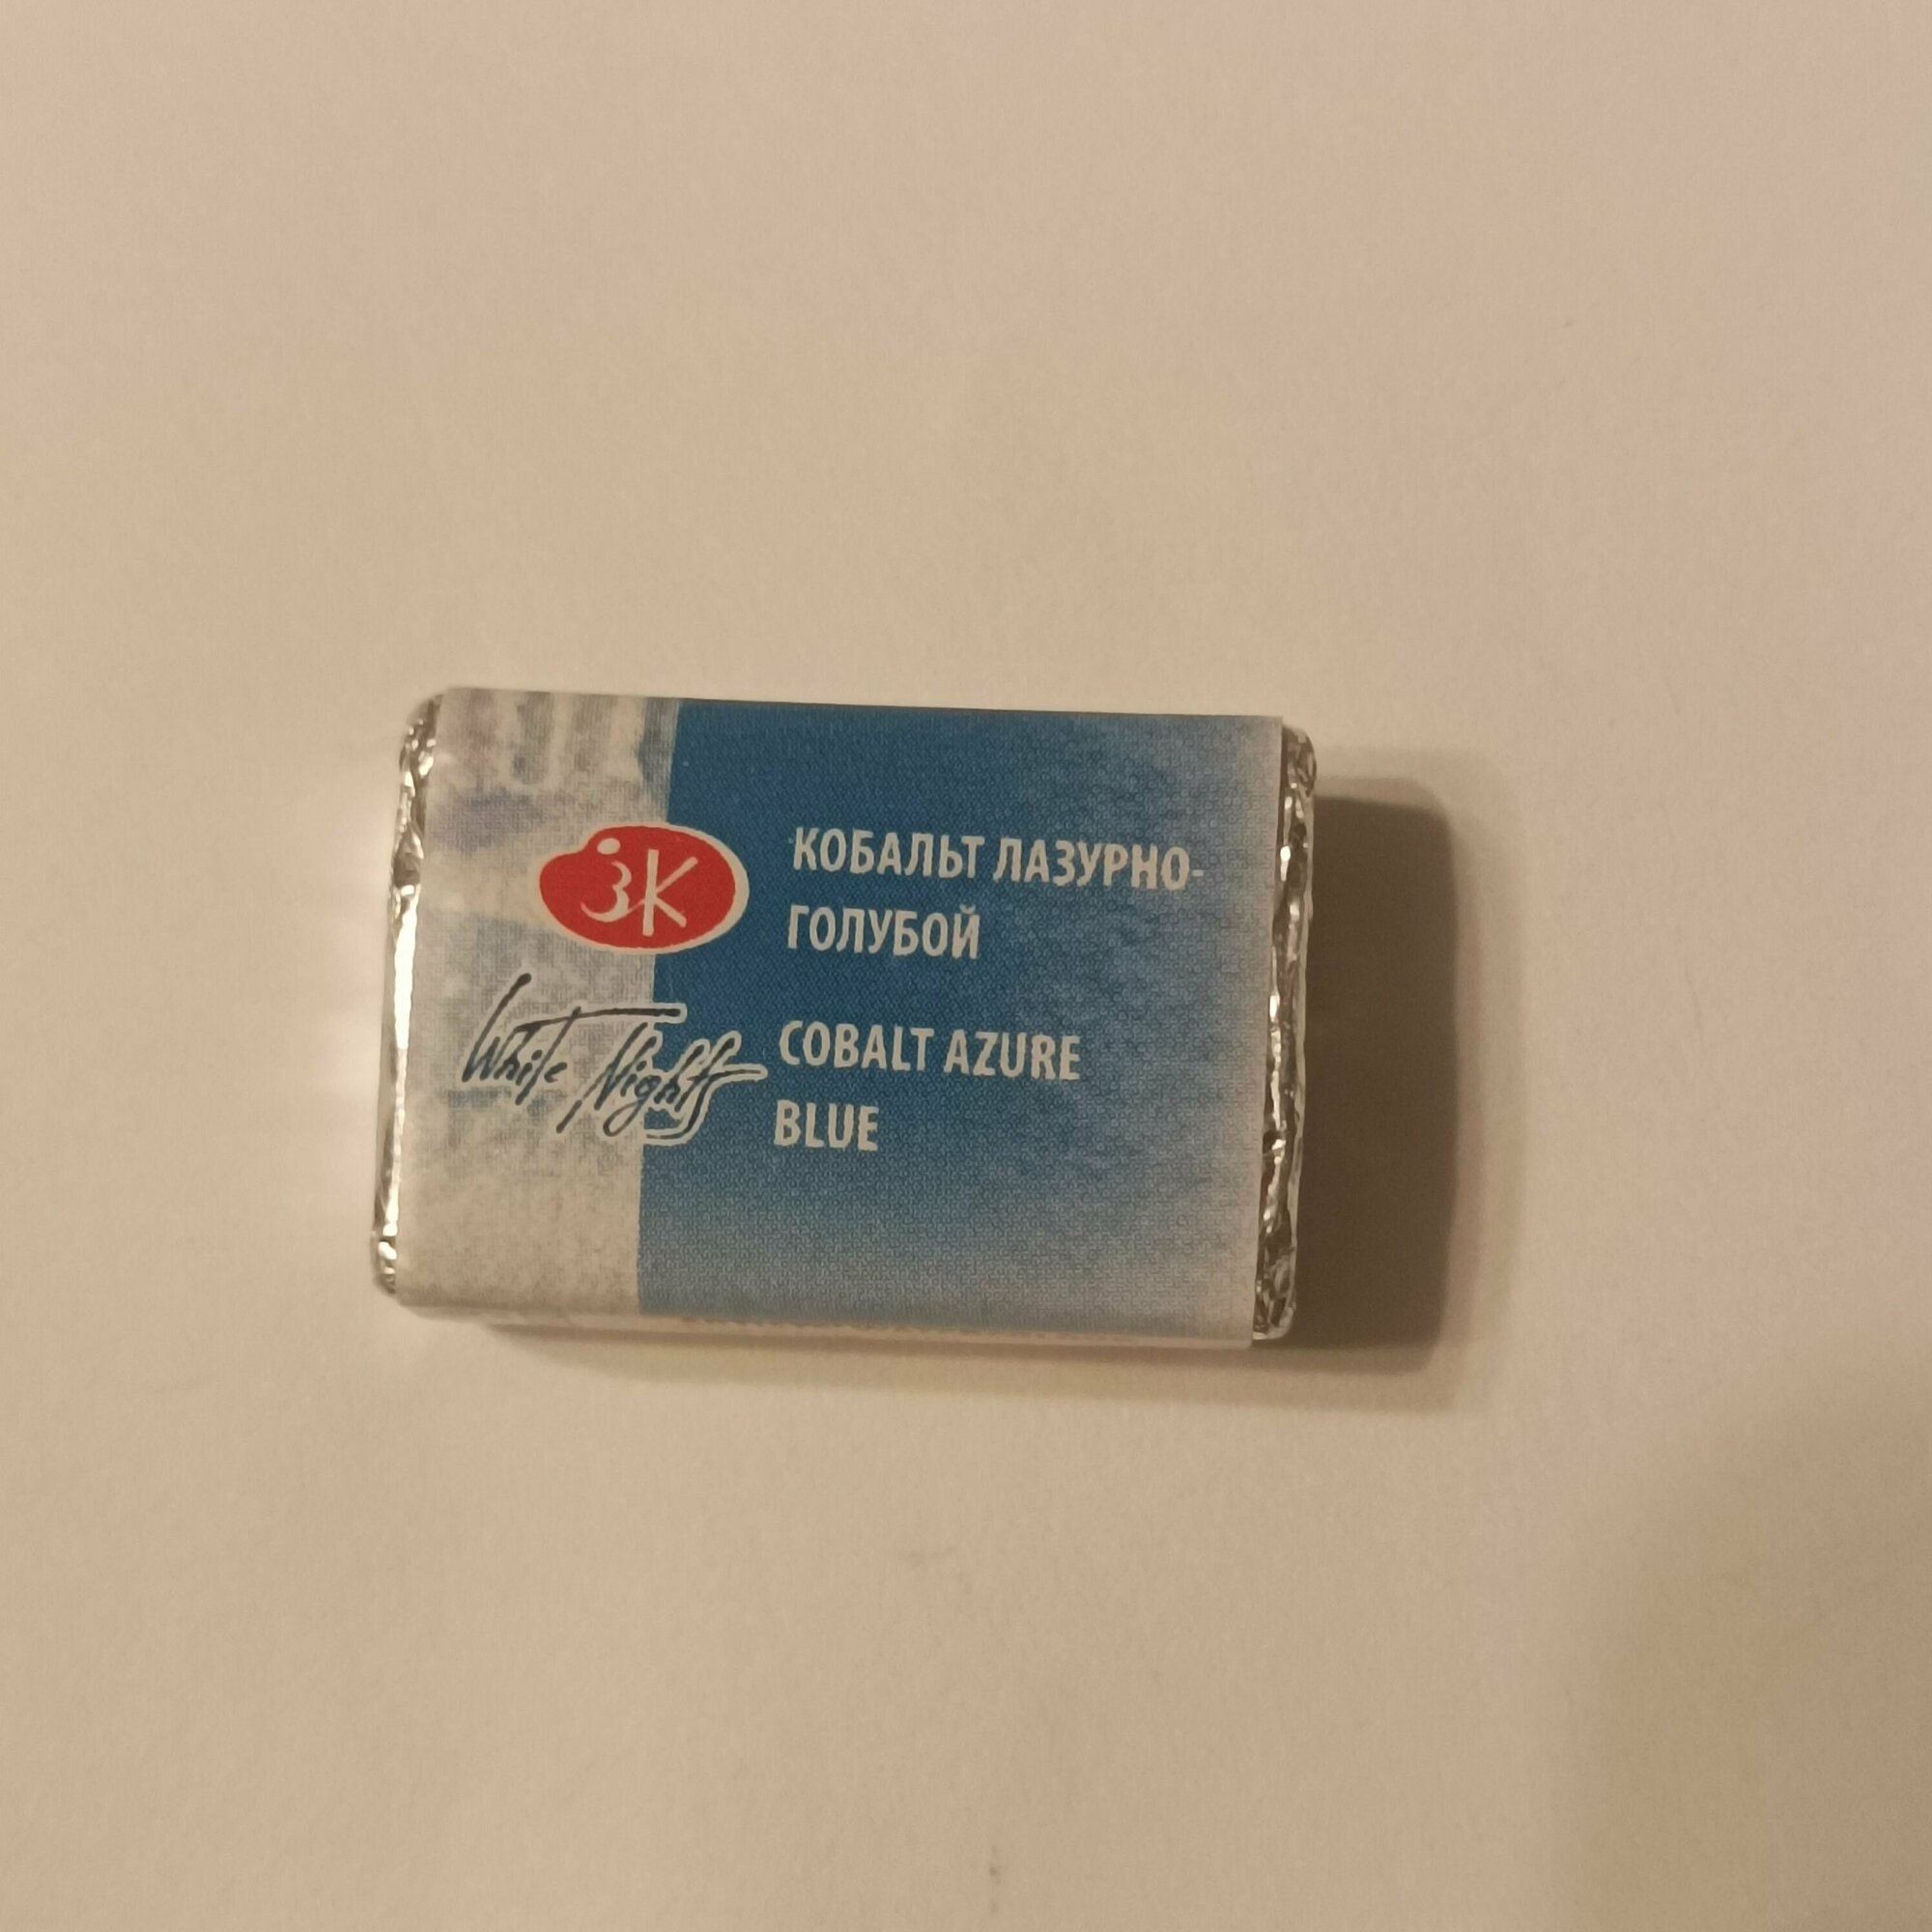 ЗК
КОБАЛЬТ ЛАЗУРНО-
ГОЛУБОЙ
White Nights
COBALT AZURE
BLUE